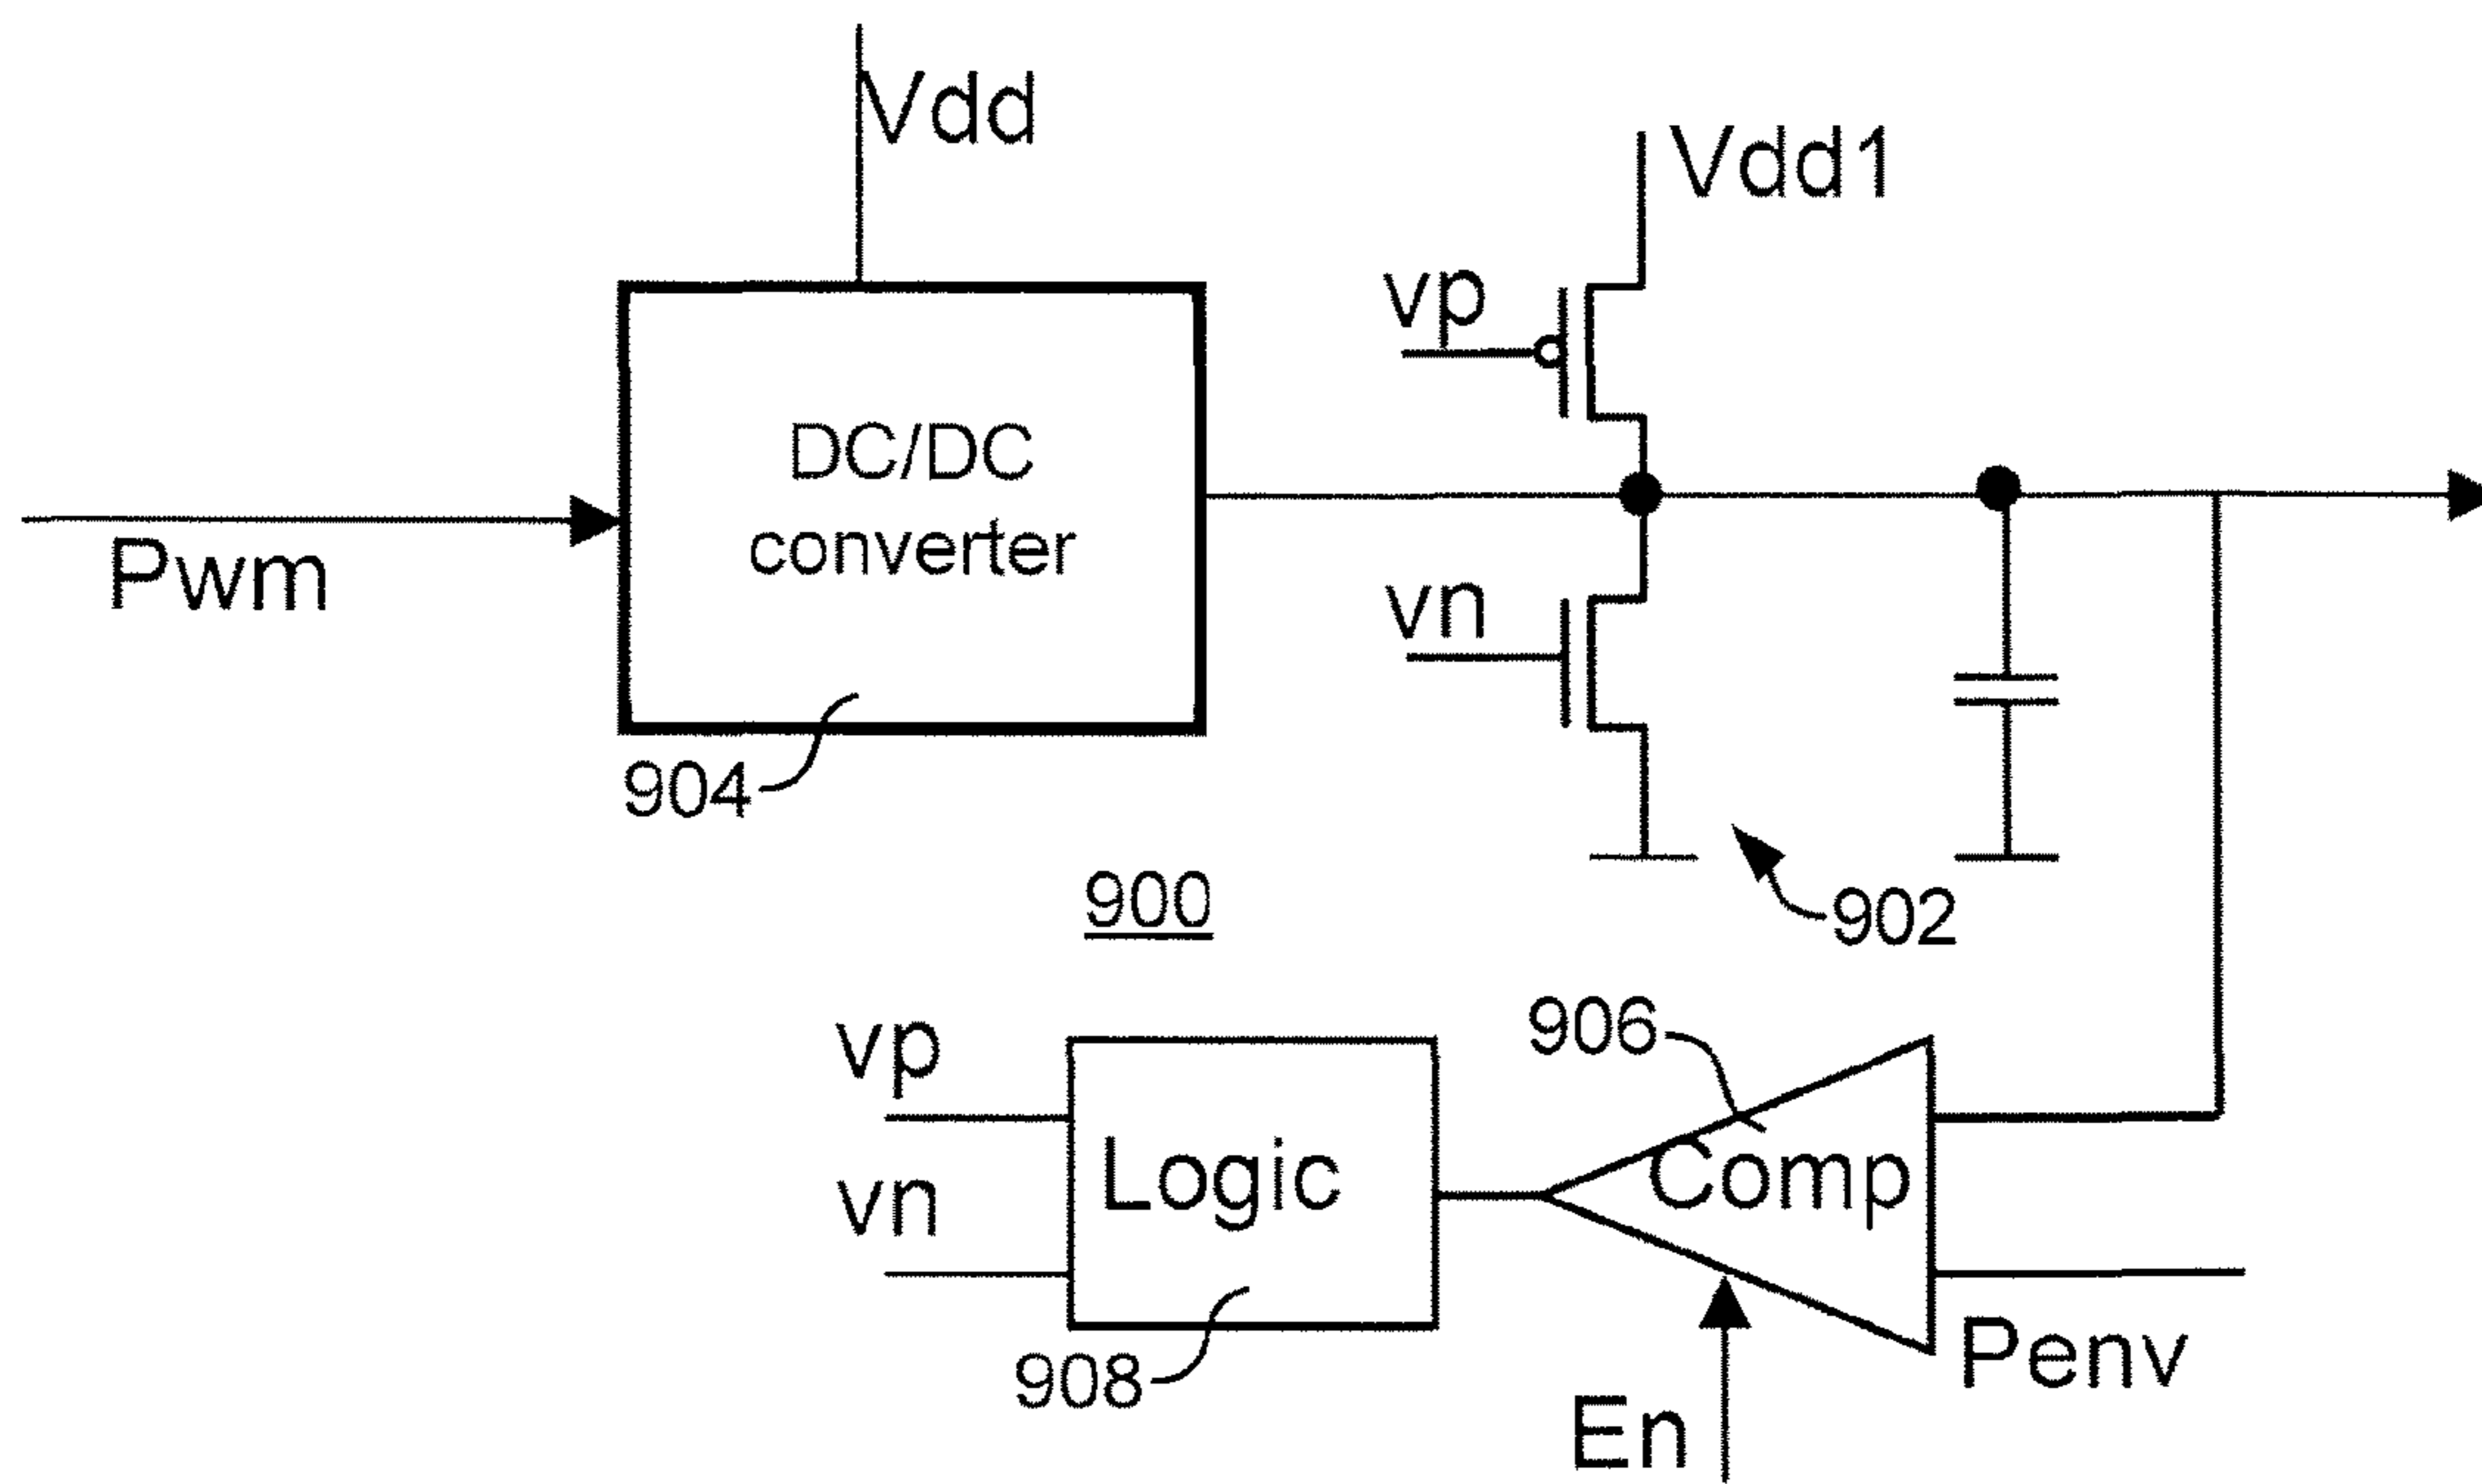 Vdd
Vdd1
vp
DC/DC
converter
Pwm
vn
904
900
902
906
vp
Logic
Comp
vn
Penv
908
En